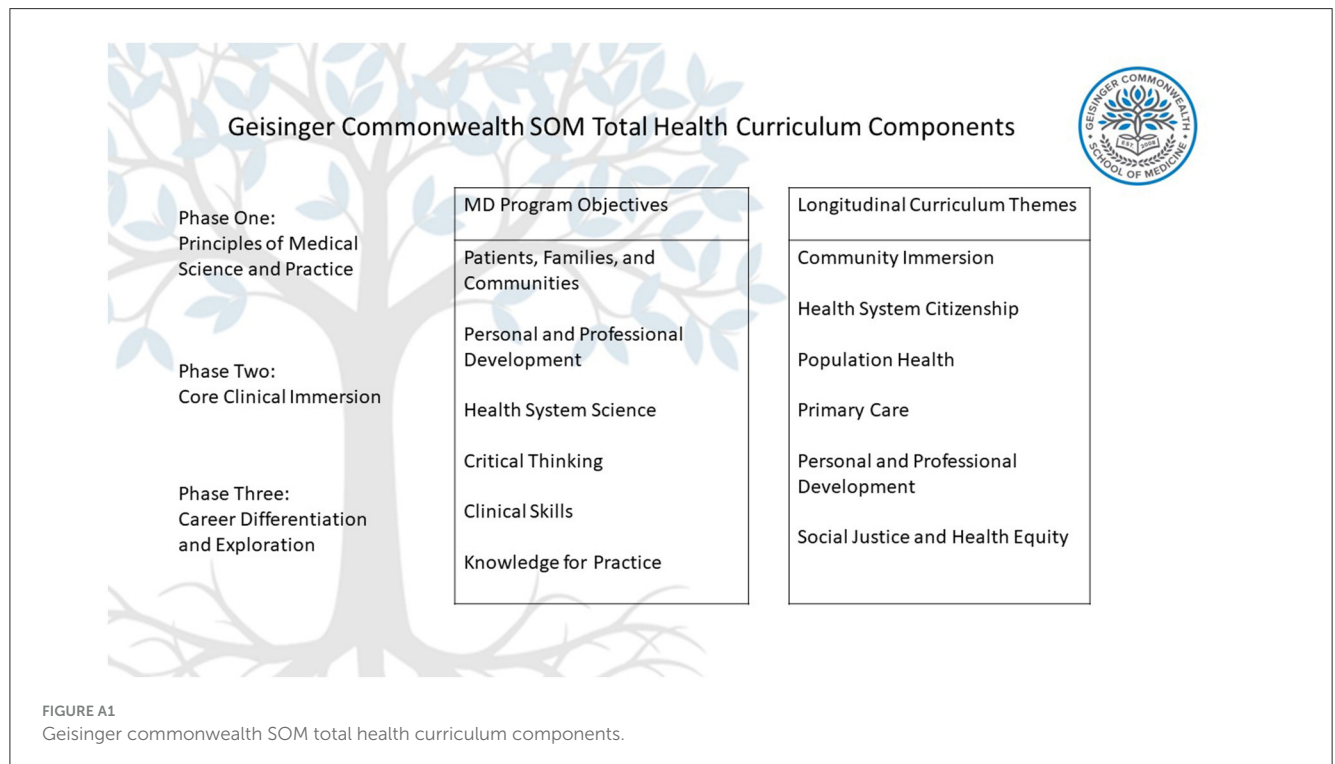 Geisinger Commonwealth SOM Total Health Curriculum Components
GEISINGER COMMONWEALTH
EST. 2008
SCHOOL OF MEDICINE
Phase One:
Principles of Medical
Science and Practice
Phase Two:
Core Clinical Immersion
Phase Three:
Career Differentiation
and Exploration
MD Program Objectives
Patients, Families, and
Communities
Personal and Professional
Development
Health System Science
Critical Thinking
Clinical Skills
Knowledge for Practice
Longitudinal Curriculum Themes
Community Immersion
Health System Citizenship
Population Health
Primary Care
Personal and Professional
Development
Social Justice and Health Equity
FIGURE A1
Geisinger commonwealth SOM total health curriculum components.